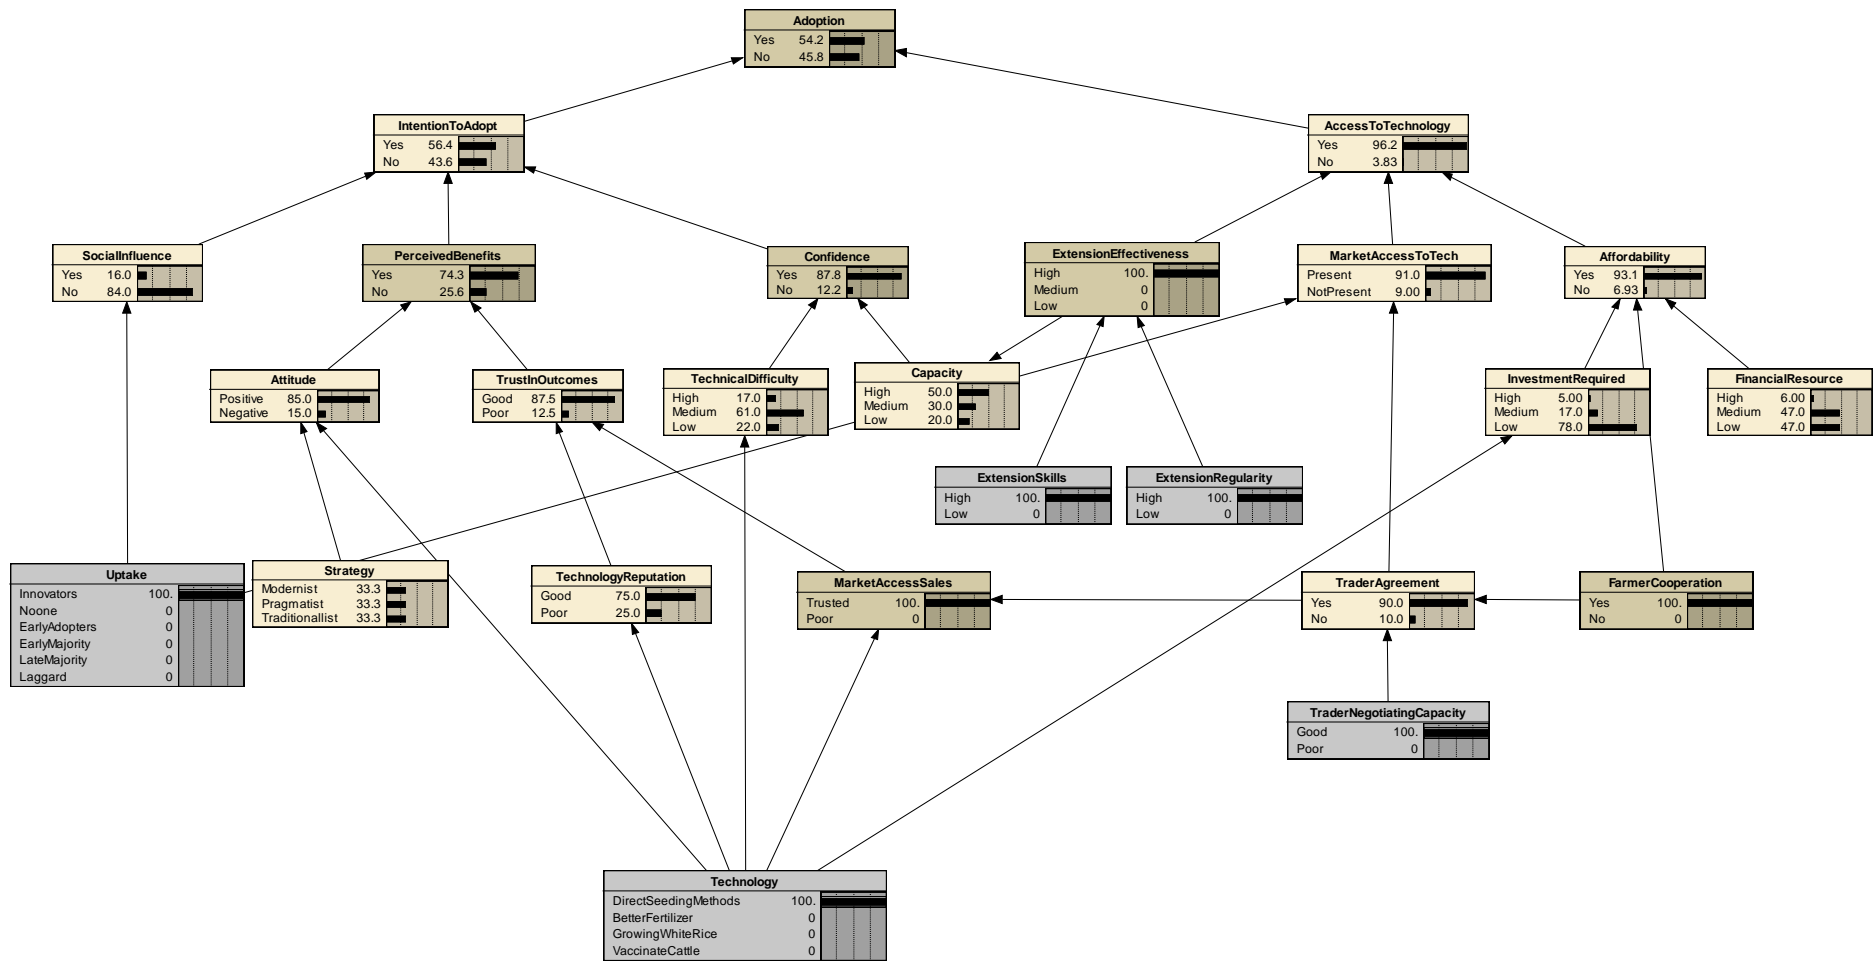 Adoption
Yes 54.2
No 45.8
IntentionToAdopt
Yes 56.4
No 43.6
AccessToTechnology
Yes 96.2
No 3.83
SocialInfluence
Yes 16.0
No 84.0
PerceivedBenefits
Yes 74.3
No 25.6
Confidence
Yes 87.8
No 12.2
ExtensionEffectiveness
High 100.
Medium 0
Low 0
MarketAccessToTech
Present 91.0
NotPresent 9.00
Affordability
Yes 93.1
No 6.93
Attitude
Positive 85.0
Negative 15.0
TrustInOutcomes
Good 87.5
Poor 12.5
TechnicalDifficulty
High 17.0
Medium 61.0
Low 22.0
Capacity
High 50.0
Medium 30.0
Low 20.0
InvestmentRequired
High 5.00
Medium 17.0
Low 78.0
FinancialResource
High 6.00
Medium 47.0
Low 47.0
ExtensionSkills
High 100.
Low 0
ExtensionRegularity
High 100.
Low 0
Uptake
Innovators 100.
Noone 0
EarlyAdopters 0
EarlyMajority 0
LateMajority 0
Laggard 0
Strategy
Modernist 33.3
Pragmatist 33.3
Traditionallist 33.3
TechnologyReputation
Good 75.0
Poor 25.0
MarketAccessSales
Trusted 100.
Poor 0
TraderAgreement
Yes 90.0
No 10.0
FarmerCooperation
Yes 100.
No 0
TraderNegotiatingCapacity
Good 100.
Poor 0
Technology
DirectSeedingMethods 100.
BetterFertilizer 0
GrowingWhiteRice 0
VaccinateCattle 0